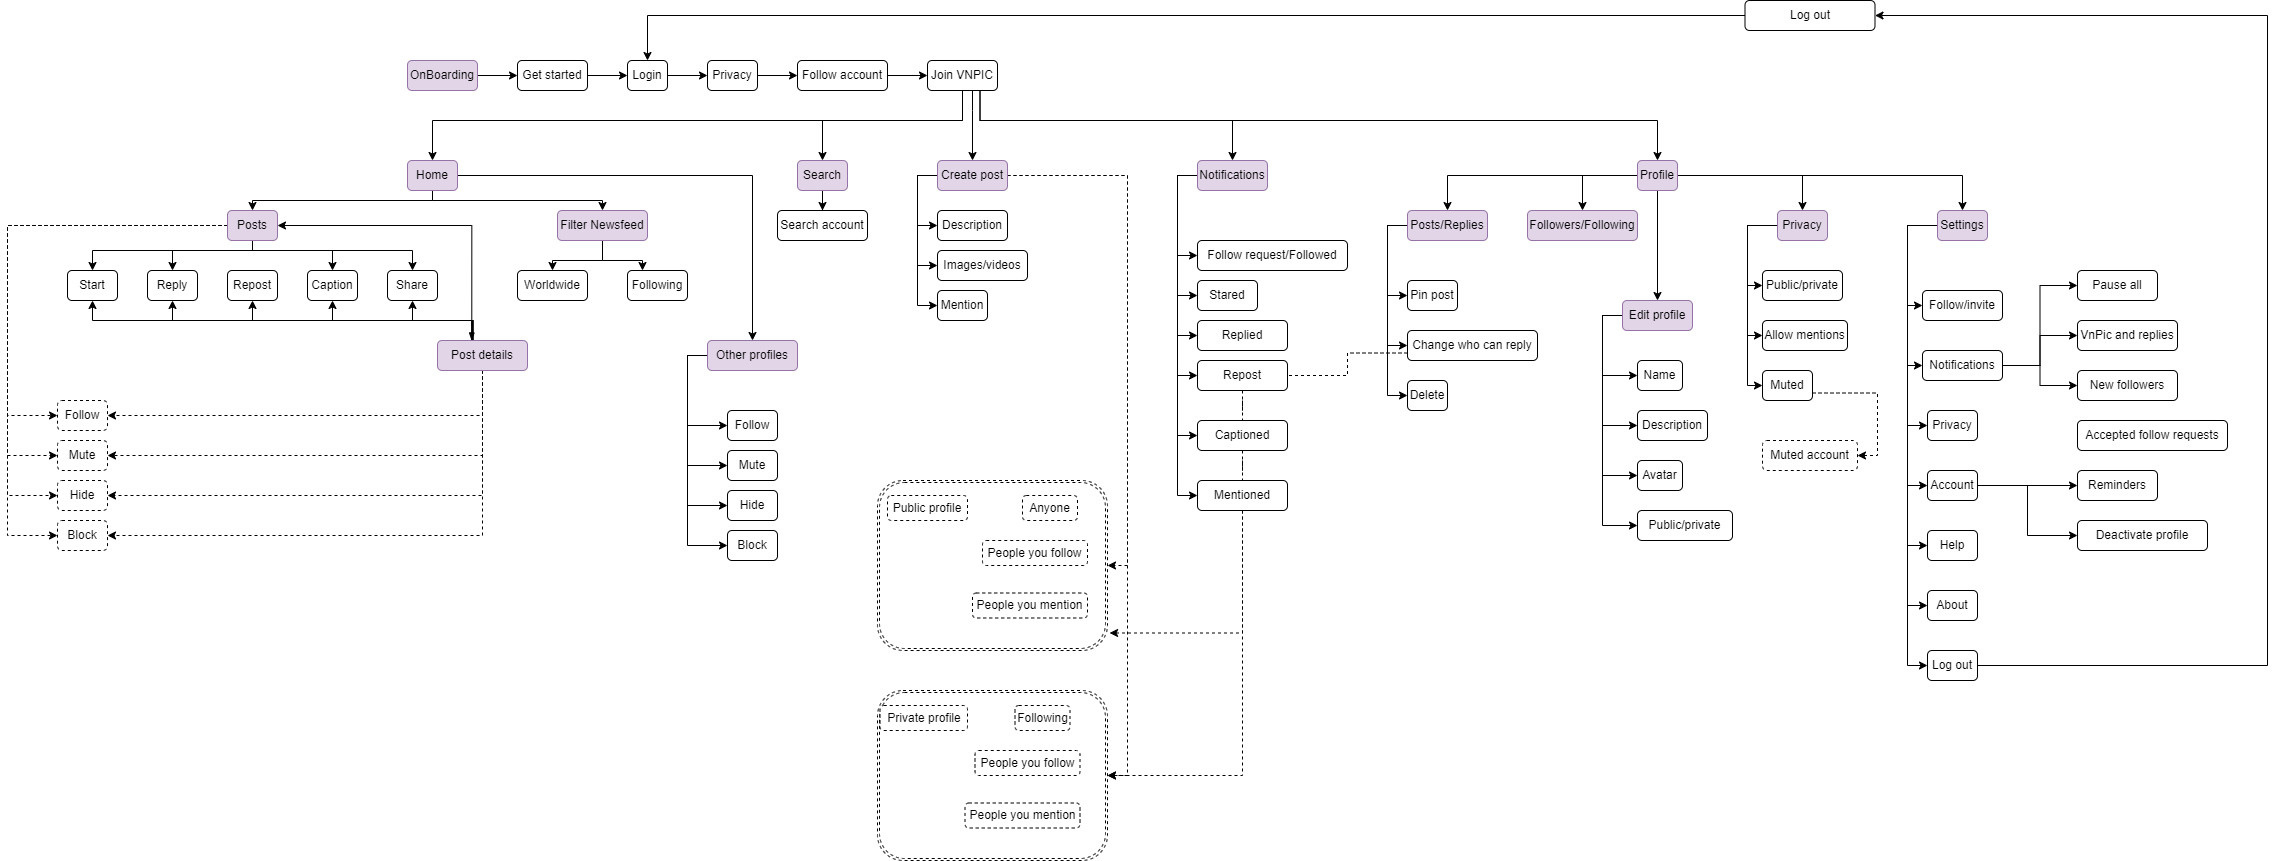 Log out
OnBoarding
Get started
Login
Privacy
Follow account
Join VNPIC
Home
Search
Create post
Notifications
Profile
Posts
Filter Newsfeed
Search account
Description
Posts/Replies
Followers/Following
Privacy
Settings
Start
Reply
Repost
Caption
Share
Worldwide
Following
Images/videos
Mention
Follow request/Followed
Stared
Replied
Repost
Captioned
Mentioned
Pin post
Change who can reply
Delete
Edit profile
Name
Description
Avatar
Public/private
Public/private
Allow mentions
Muted
Muted account
Follow/invite
Notifications
Privacy
Account
Help
About
Log out
Pause all
VnPic and replies
New followers
Accepted follow requests
Reminders
Deactivate profile
Post details
Other profiles
Follow
Mute
Hide
Block
Follow
Mute
Hide
Block
Public profile
Anyone
People you follow
People you mention
Private profile
Following
People you follow
People you mention